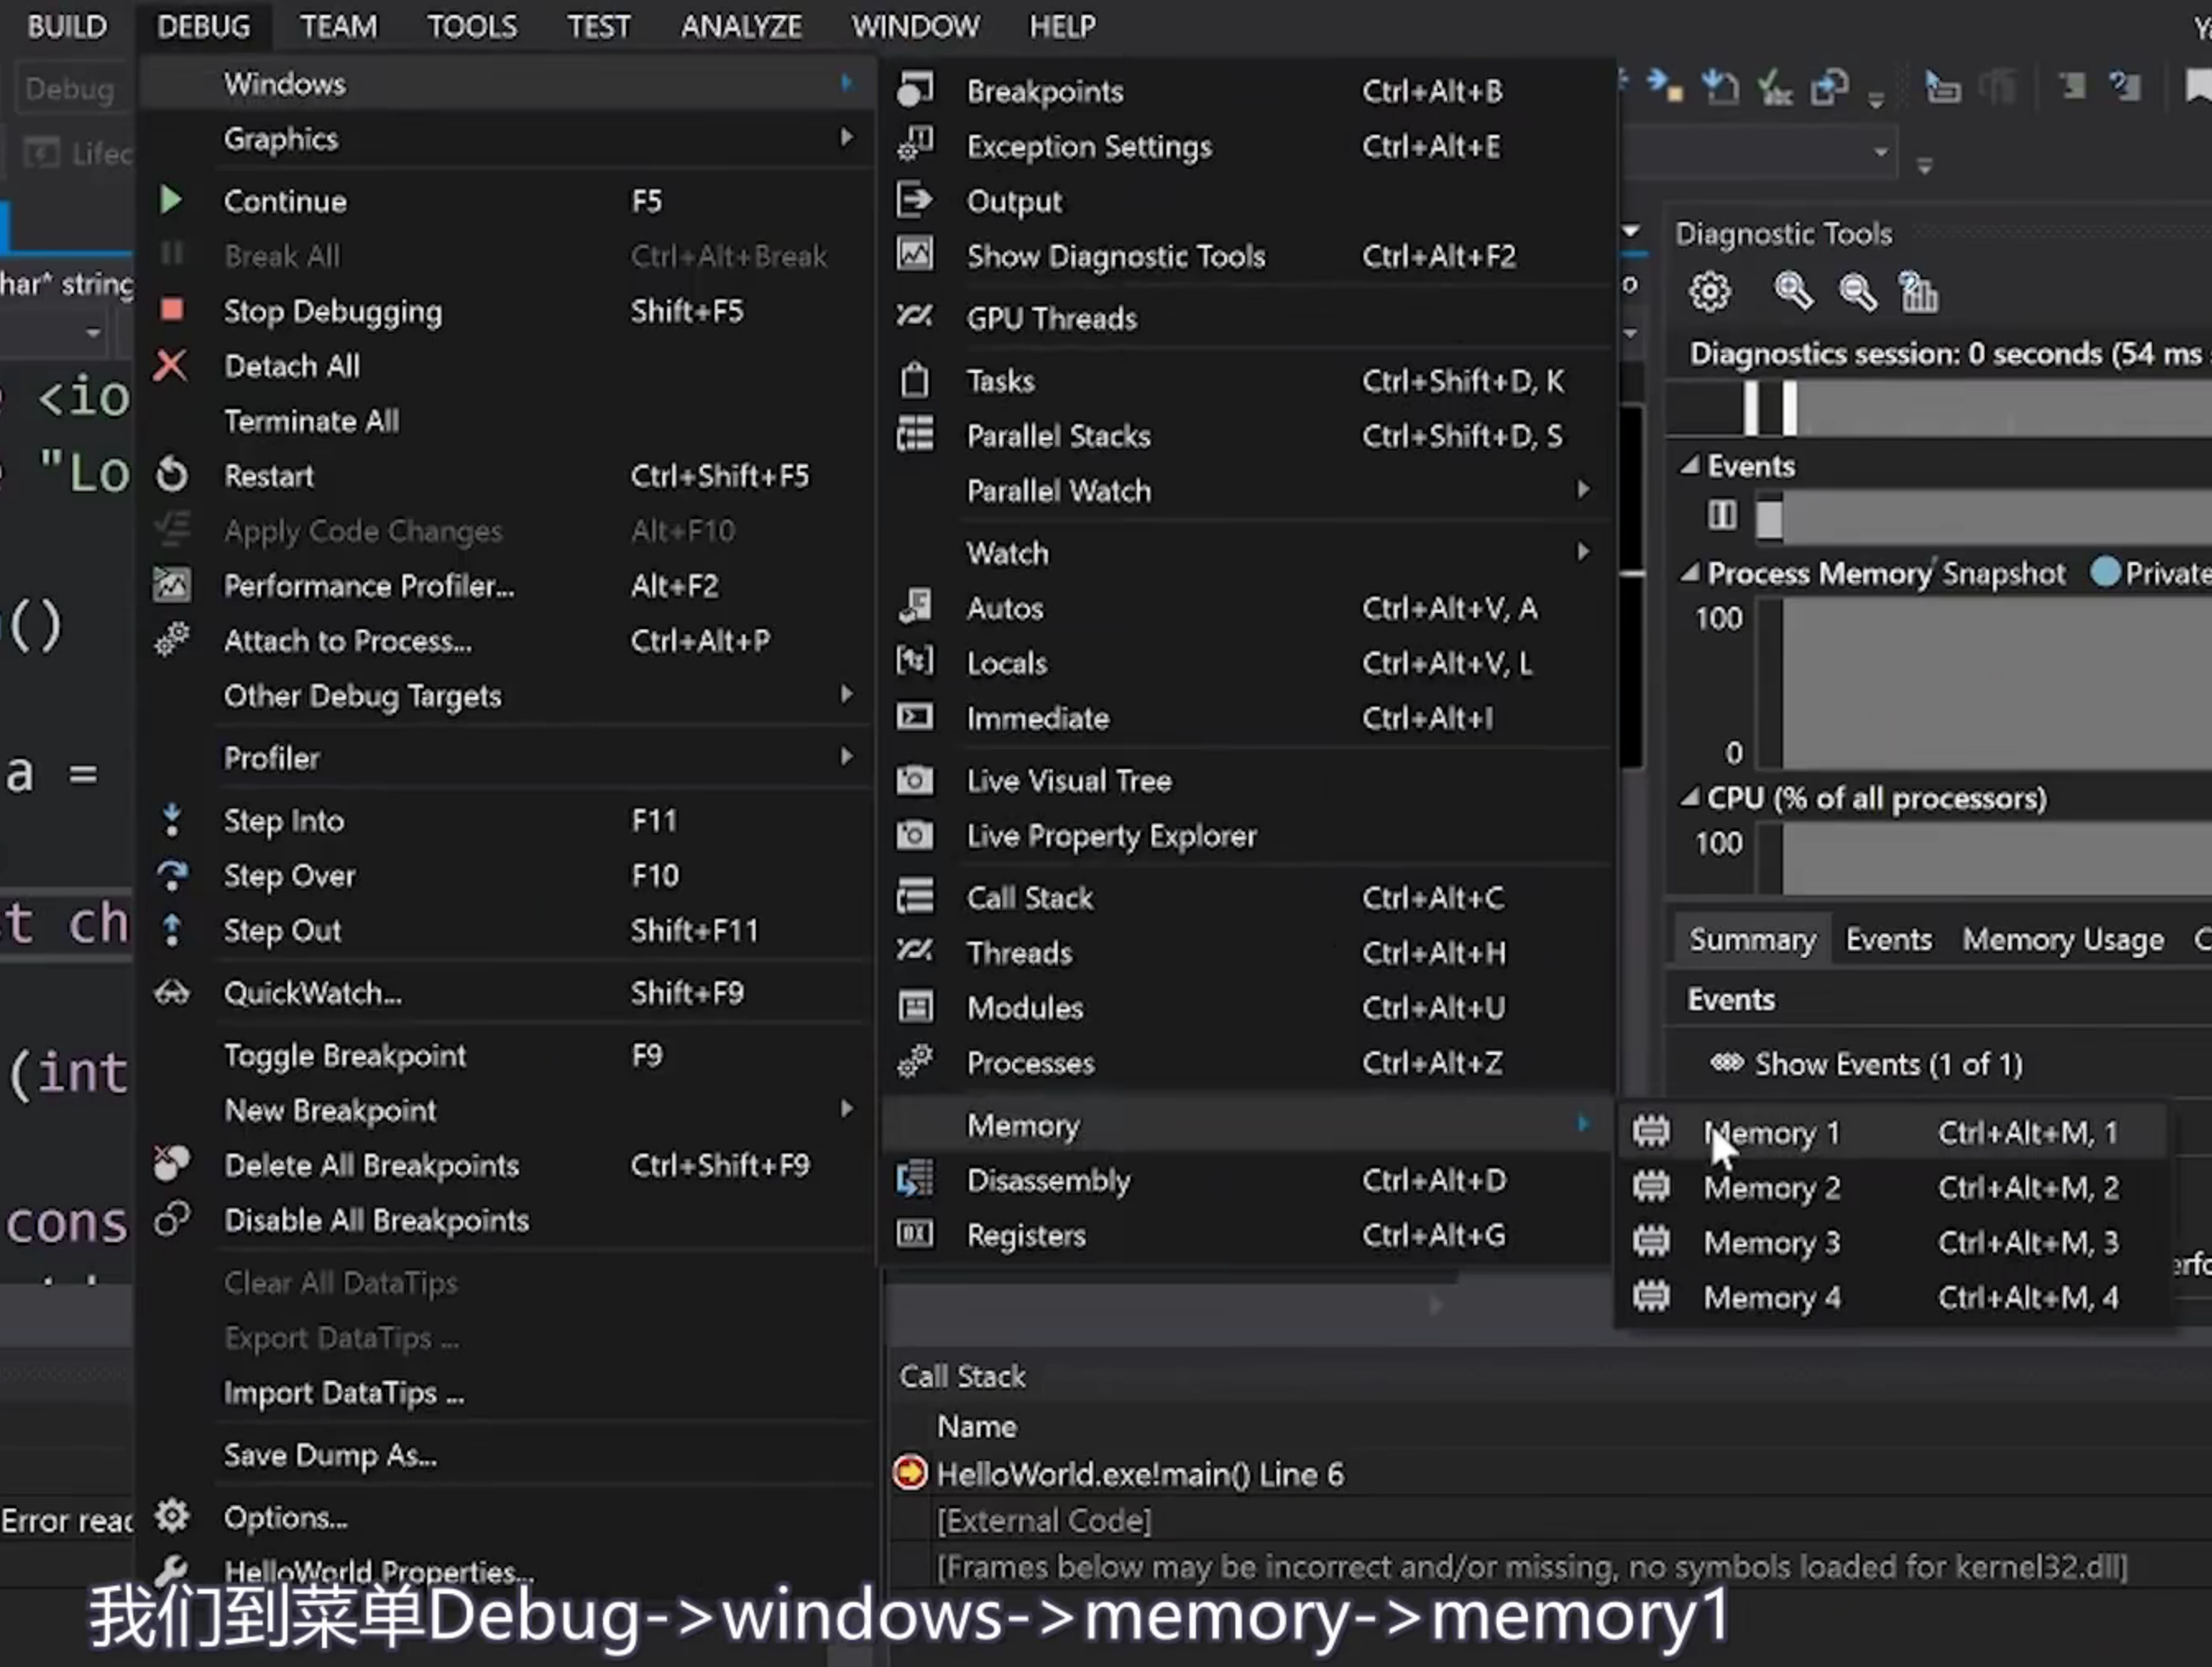 BUILD DEBUG TEAM TOOLS TEST ANALYZE WINDOW HELP
Debug
har* string
<io
"Lo
()
a =
t ch
(int
cons
Error read
Windows
Graphics
Continue F5
Break All Ctrl+Alt+Break
Stop Debugging Shift+F5
Detach All
Terminate All
Restart Ctrl+Shift+F5
Apply Code Changes Alt+F10
Performance Profiler... Alt+F2
Attach to Process... Ctrl+Alt+P
Other Debug Targets
Profiler
Step Into F11
Step Over F10
Step Out Shift+F11
QuickWatch... Shift+F9
Toggle Breakpoint F9
New Breakpoint
Delete All Breakpoints Ctrl+Shift+F9
Disable All Breakpoints
Clear All DataTips
Export DataTips ...
Import DataTips ...
Save Dump As...
Options...
HelloWorld Properties...
Breakpoints Ctrl+Alt+B
Exception Settings Ctrl+Alt+E
Output
Show Diagnostic Tools Ctrl+Alt+F2
GPU Threads
Tasks Ctrl+Shift+D, K
Parallel Stacks Ctrl+Shift+D, S
Parallel Watch
Watch
Autos Ctrl+Alt+V, A
Locals Ctrl+Alt+V, L
Immediate Ctrl+Alt+I
Live Visual Tree
Live Property Explorer
Call Stack Ctrl+Alt+C
Threads Ctrl+Alt+H
Modules Ctrl+Alt+U
Processes Ctrl+Alt+Z
Memory
Disassembly Ctrl+Alt+D
Registers Ctrl+Alt+G
Memory 1 Ctrl+Alt+M, 1
Memory 2 Ctrl+Alt+M, 2
Memory 3 Ctrl+Alt+M, 3
Memory 4 Ctrl+Alt+M, 4
Diagnostic Tools
Diagnostics session: 0 seconds (54 ms
Events
Process Memory Snapshot Private
100
0
CPU (% of all processors)
100
Summary Events Memory Usage C
Events
Show Events (1 of 1)
Call Stack
Name
HelloWorld.exe!main() Line 6
[External Code]
[Frames below may be incorrect and/or missing, no symbols loaded for kernel32.dll]
我们到菜单Debug->windows->memory->memory1